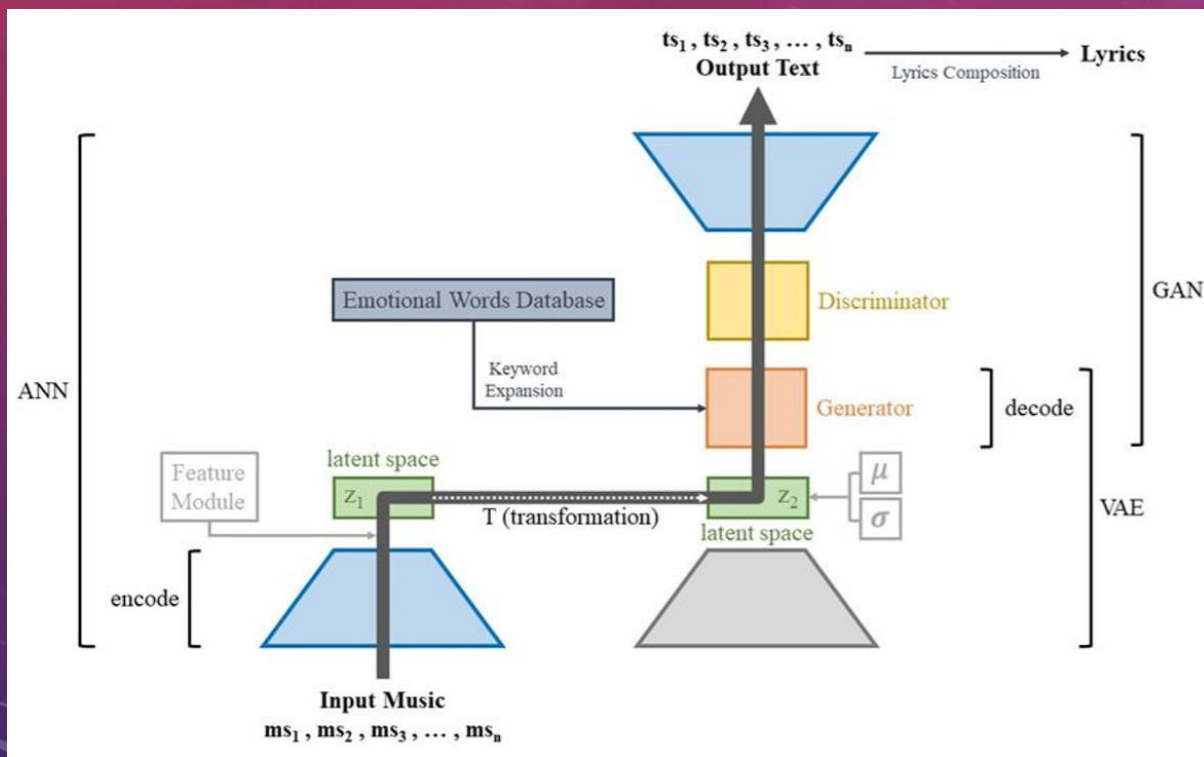 ts₁ , ts₂ , ts₃ , … , tsₙ
Output Text
Lyrics Composition
Lyrics
ANN
GAN
Emotional Words Database
Discriminator
Keyword
Expansion
Generator
decode
latent space
Feature
Module
Z₁
T (transformation)
Z₂
latent space
μ
σ
VAE
encode
Input Music
ms₁ , ms₂ , ms₃ , … , msₙ